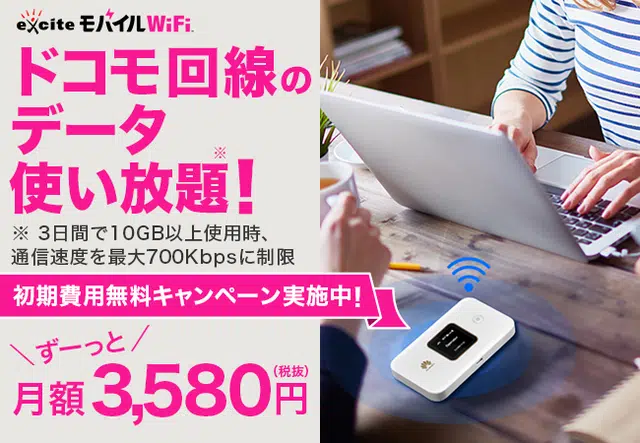 excite モバイルWiFi
ドコモ回線の
データ
使い放題※!
※ 3日間で10GB以上使用時、
通信速度を最大700Kbpsに制限
初期費用無料キャンペーン実施中!
＼ずーっと／
月額3,580円(税抜)